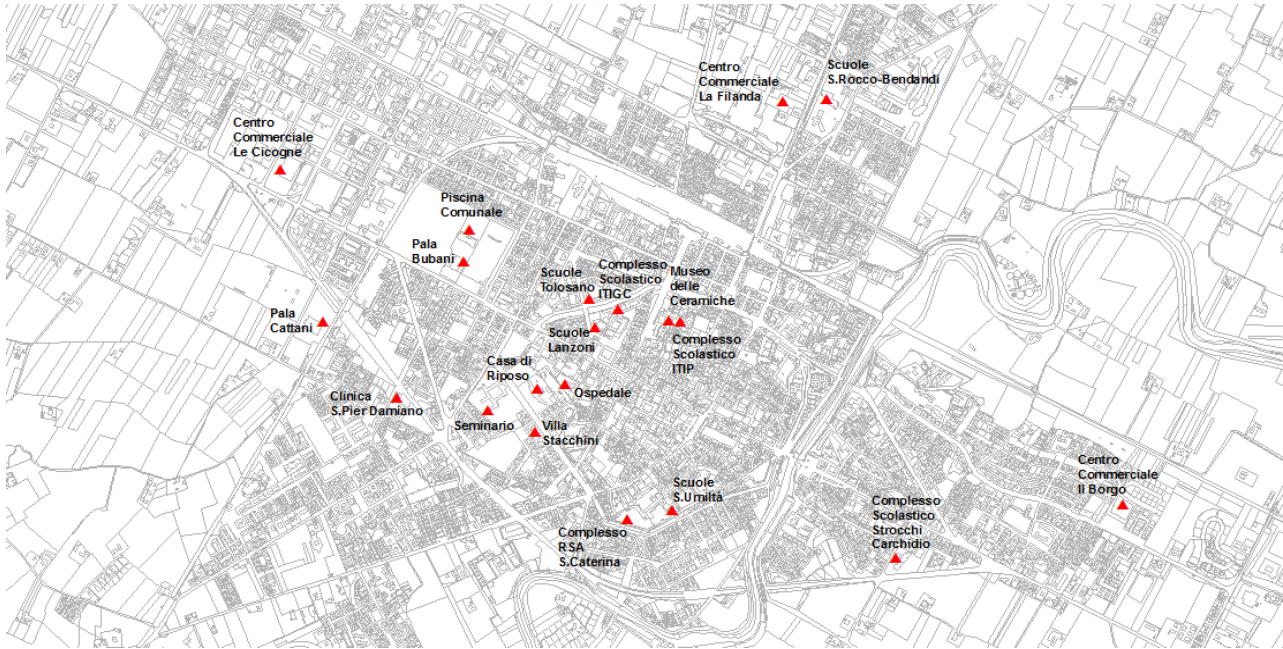 Centro
Commerciale
La Filanda
Scuole
S.Rocco-Bendandi
Centro
Commerciale
Le Cicogne
Piscina
Comunale
Pala
Bubani
Scuole
Tolosano
Complesso
Scolastico
ITIGC
Museo
delle
Ceramiche
Pala
Cattani
Scuole
Lanzoni
Complesso
Scolastico
ITIP
Casa di
Riposo
Ospedale
Clinica
S.Pier Damiano
Seminario
Villa
Stacchini
Scuole
S.Umiltà
Centro
Commerciale
Il Borgo
Complesso
Scolastico
Strocchi
Carchidio
Complesso
RSA
S.Caterina